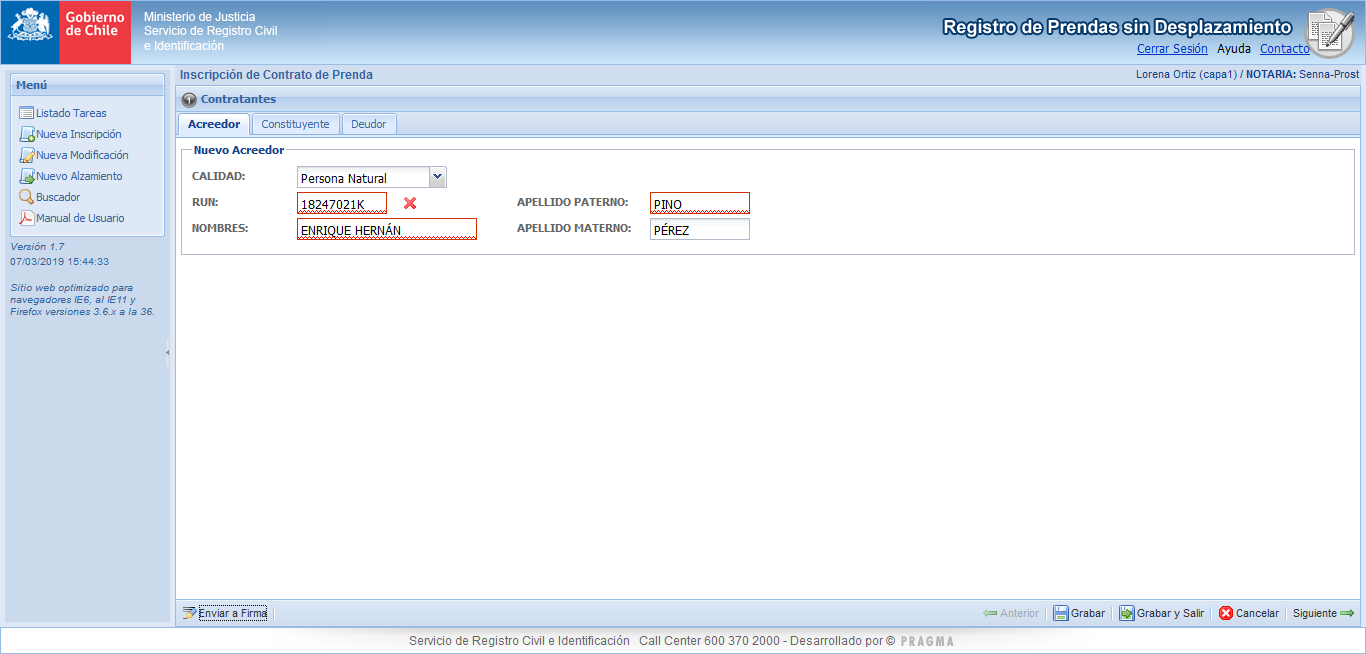 Gobierno
de Chile
Ministerio de Justicia
Servicio de Registro Civil
e Identificación
Registro de Prendas sin Desplazamiento
Cerrar Sesión Ayuda Contacto
Menú
Listado Tareas
Nueva Inscripción
Nueva Modificación
Nuevo Alzamiento
Buscador
Manual de Usuario
Versión 1.7
07/03/2019 15:44:33
Sitio web optimizado para
navegadores IE6, al IE11 y
Firefox versiones 3.6.x a la 36.
Inscripción de Contrato de Prenda
Lorena Ortiz (capa1) / NOTARIA: Senna-Prost
Contratantes
Acreedor Constituyente Deudor
Nuevo Acreedor
CALIDAD: Persona Natural
RUN: 18247021K APELLIDO PATERNO: PINO
NOMBRES: ENRIQUE HERNÁN APELLIDO MATERNO: PÉREZ
Enviar a Firma Anterior Grabar Grabar y Salir Cancelar Siguiente
Servicio de Registro Civil e Identificación Call Center 600 370 2000 - Desarrollado por © PRAGMA